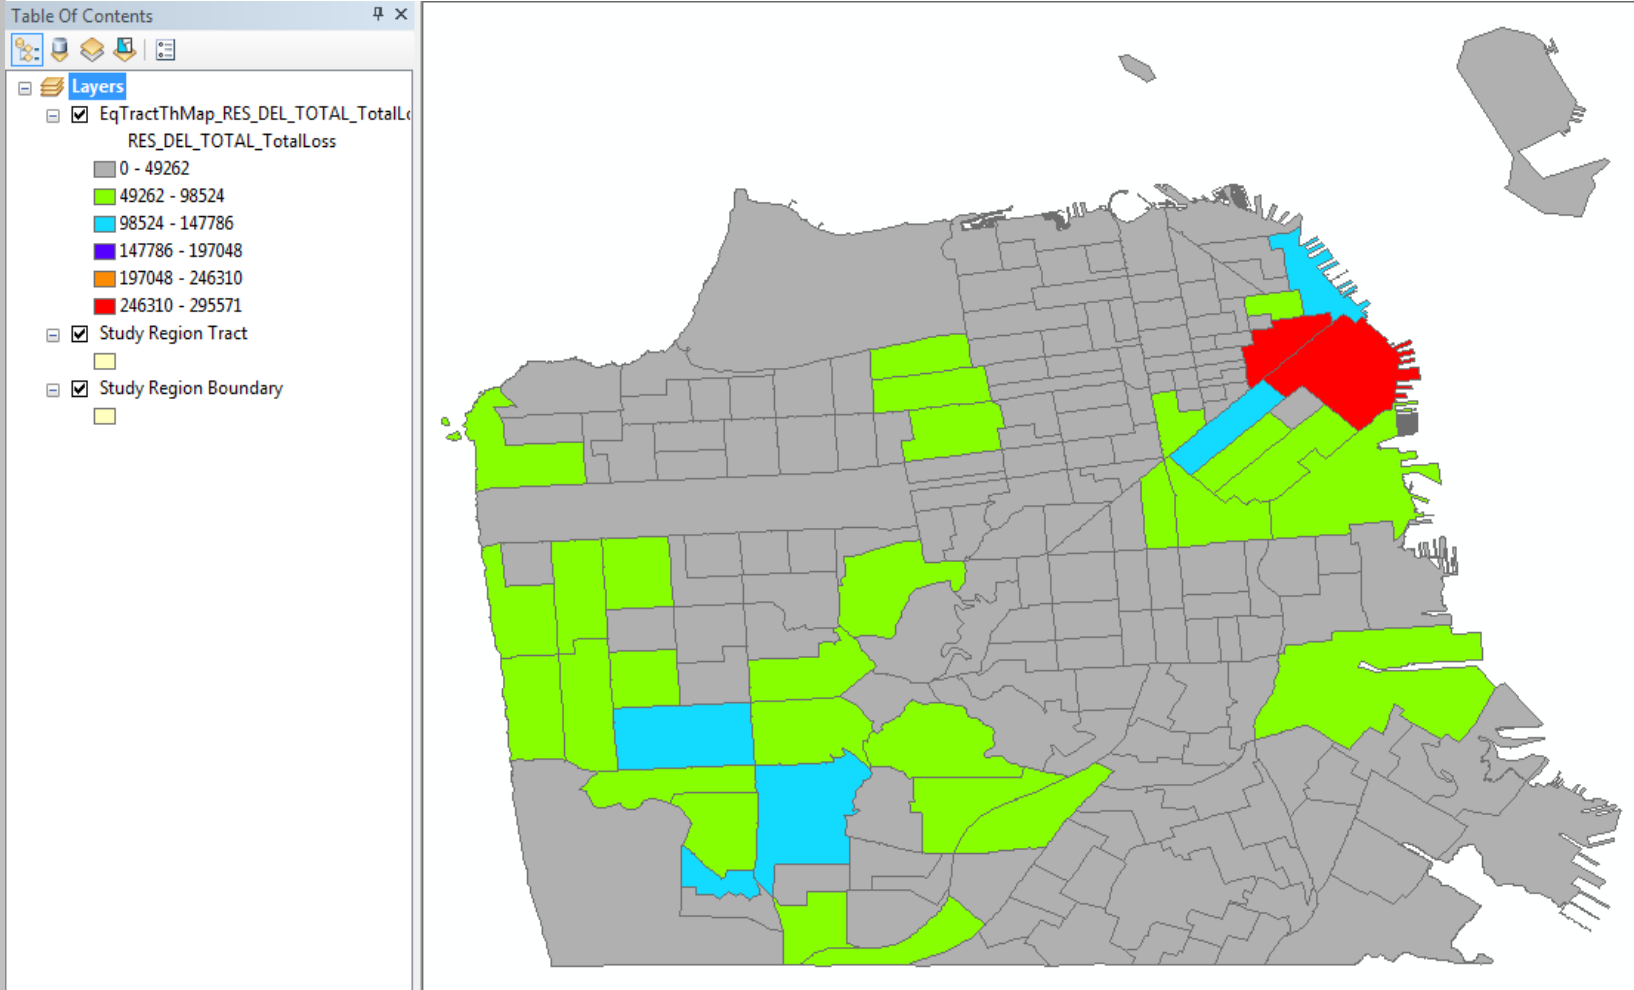 Table Of Contents
Layers
EqTractThMap_RES_DEL_TOTAL_TotalLo
RES_DEL_TOTAL_TotalLoss
0 - 49262
49262 - 98524
98524 - 147786
147786 - 197048
197048 - 246310
246310 - 295571
Study Region Tract
Study Region Boundary